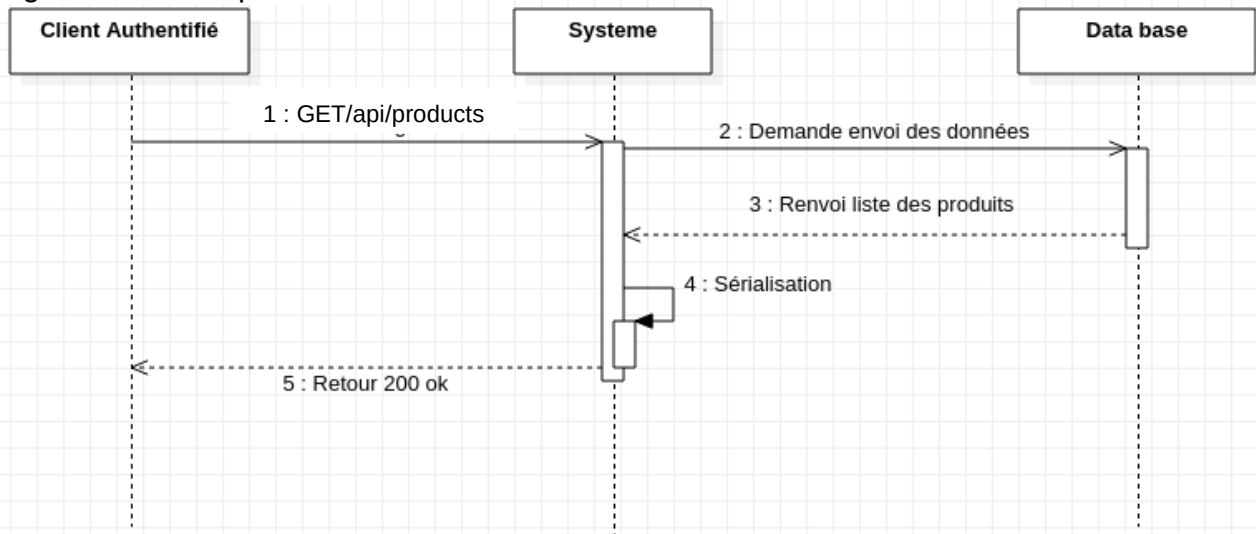 Client Authentifié
Systeme
Data base
1 : GET/api/products
2 : Demande envoi des données
3 : Renvoi liste des produits
4 : Sérialisation
5 : Retour 200 ok